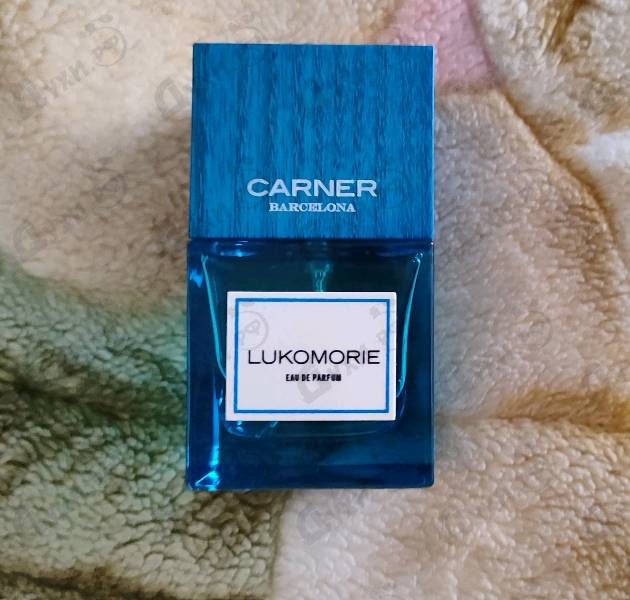 CARNER
BARCELONA
LUKOMORIE
EAU DE PARFUM